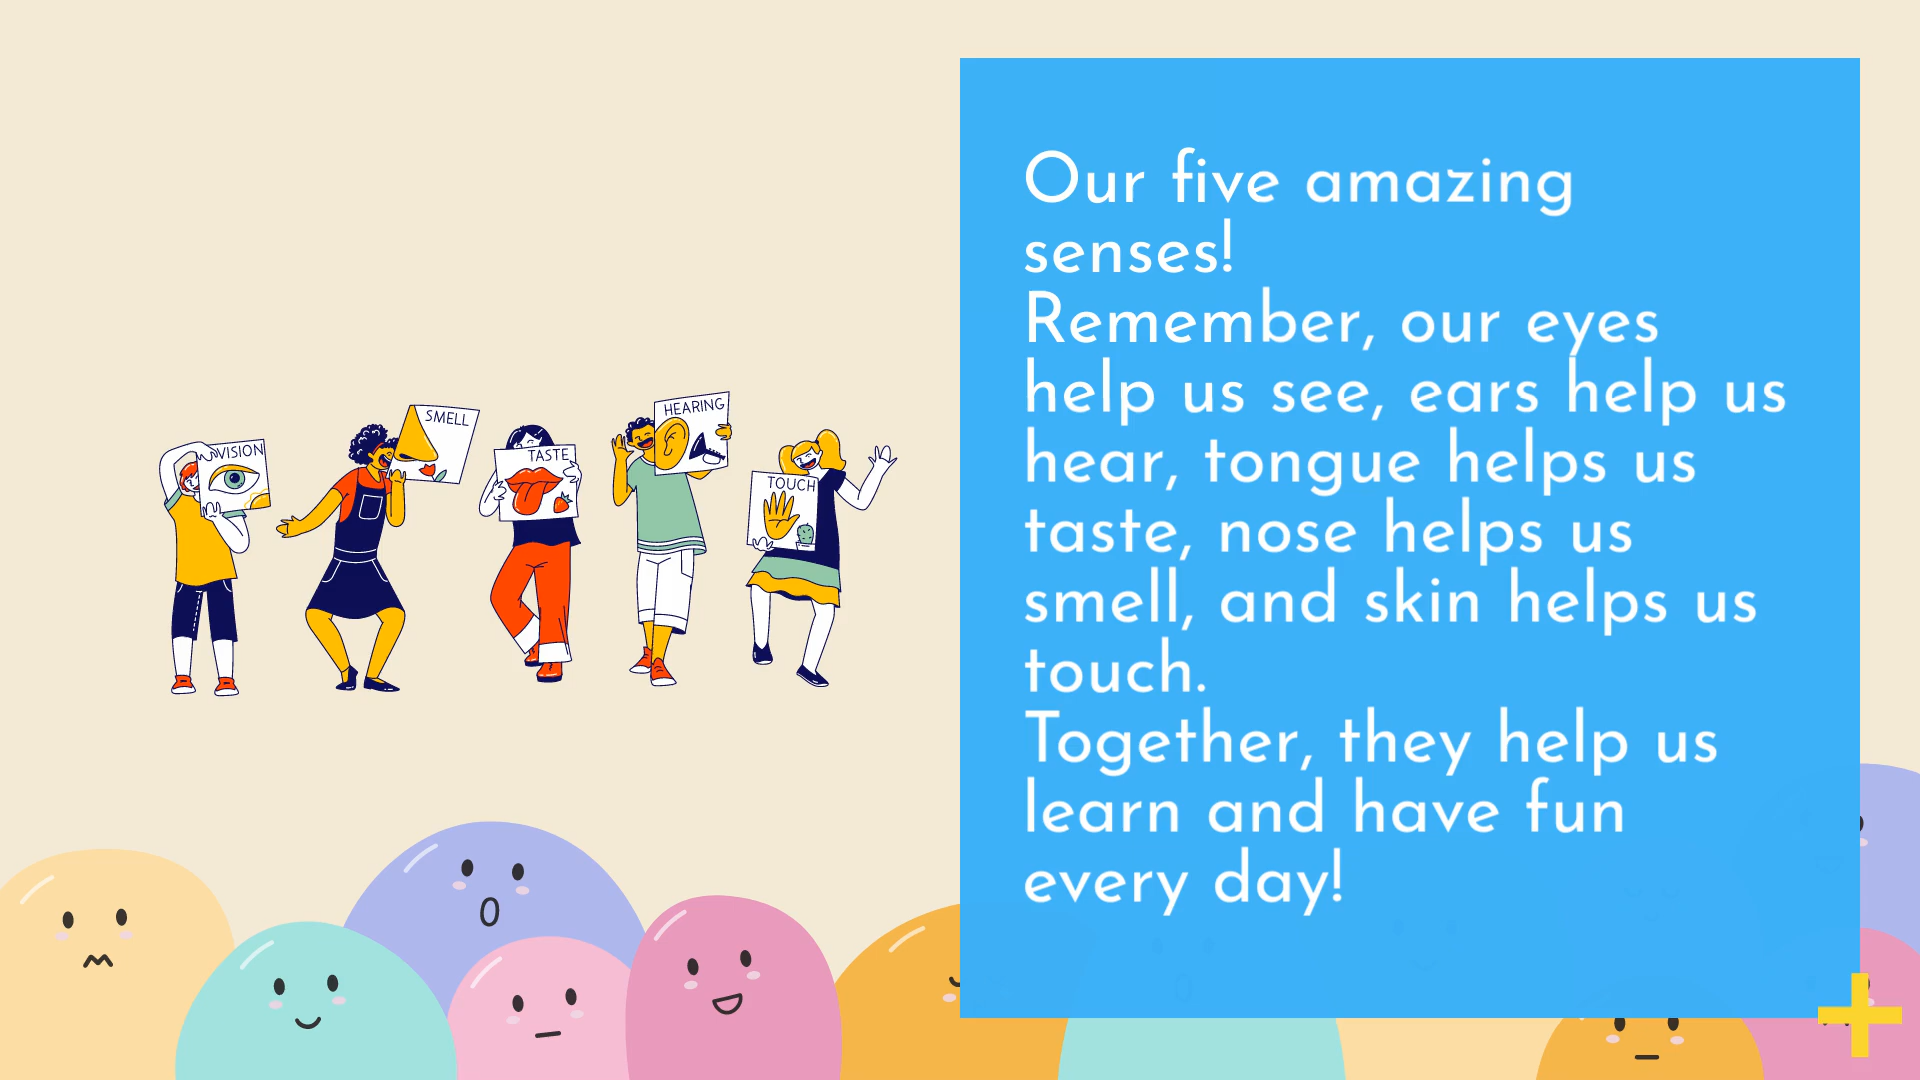 VISION
SMELL
TASTE
HEARING
TOUCH
Our five amazing
senses!
Remember, our eyes
help us see, ears help us
hear, tongue helps us
taste, nose helps us
smell, and skin helps us
touch.
Together, they help us
learn and have fun
every day!